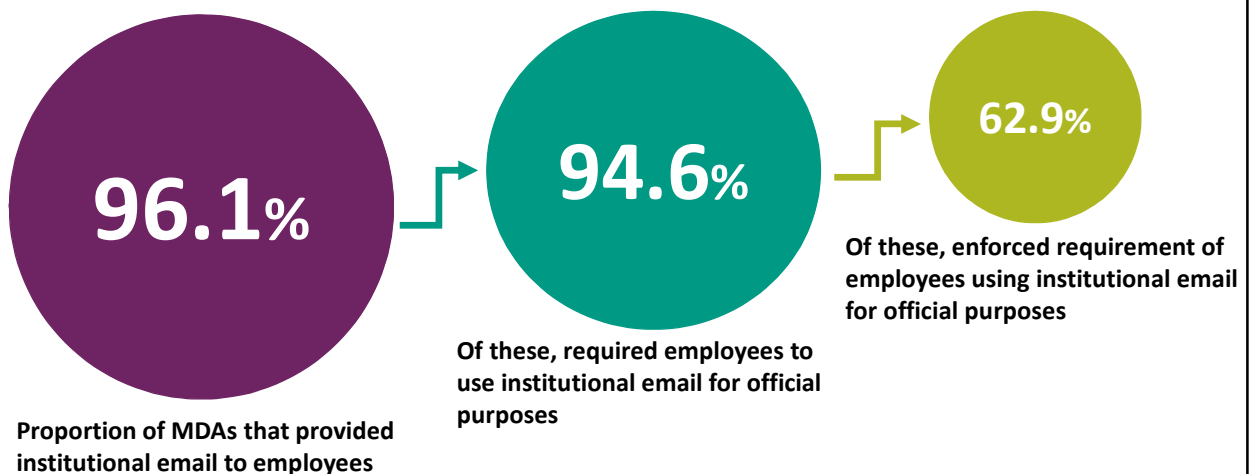 96.1%
Proportion of MDAs that provided
institutional email to employees
94.6%
Of these, required employees to
use institutional email for official
purposes
62.9%
Of these, enforced requirement of
employees using institutional email
for official purposes